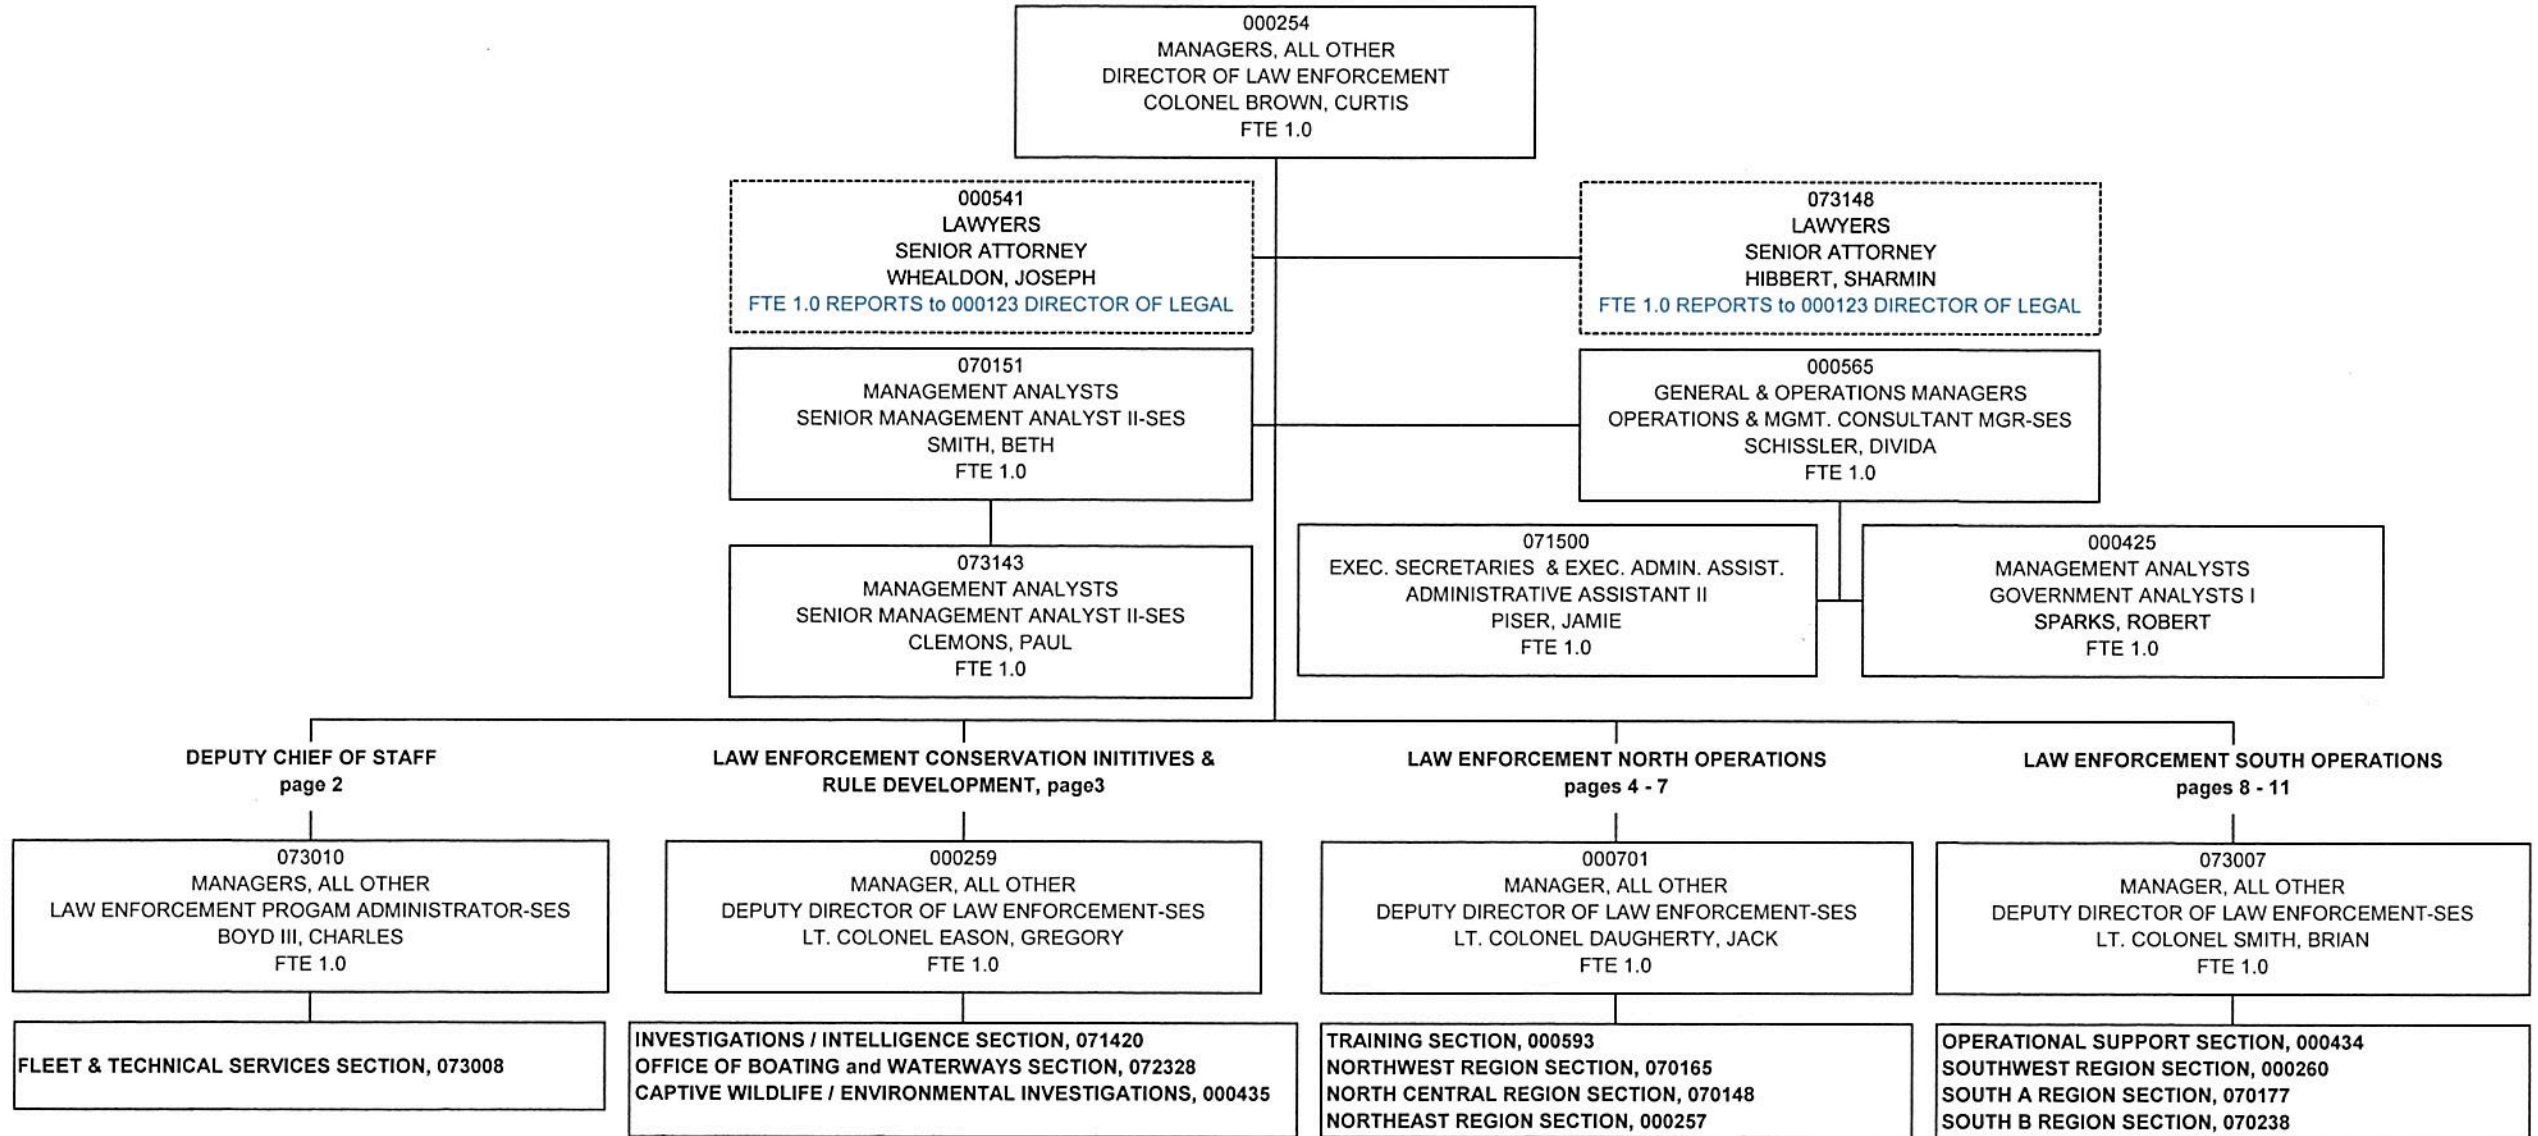 000254
MANAGERS, ALL OTHER
DIRECTOR OF LAW ENFORCEMENT
COLONEL BROWN, CURTIS
FTE 1.0
000541
LAWYERS
SENIOR ATTORNEY
WHEALDON, JOSEPH
FTE 1.0 REPORTS to 000123 DIRECTOR OF LEGAL
073148
LAWYERS
SENIOR ATTORNEY
HIBBERT, SHARMIN
FTE 1.0 REPORTS to 000123 DIRECTOR OF LEGAL
070151
MANAGEMENT ANALYSTS
SENIOR MANAGEMENT ANALYST II-SES
SMITH, BETH
FTE 1.0
000565
GENERAL & OPERATIONS MANAGERS
OPERATIONS & MGMT. CONSULTANT MGR-SES
SCHISSLER, DIVIDA
FTE 1.0
073143
MANAGEMENT ANALYSTS
SENIOR MANAGEMENT ANALYST II-SES
CLEMONS, PAUL
FTE 1.0
071500
EXEC. SECRETARIES & EXEC. ADMIN. ASSIST.
ADMINISTRATIVE ASSISTANT II
PISER, JAMIE
FTE 1.0
000425
MANAGEMENT ANALYSTS
GOVERNMENT ANALYSTS I
SPARKS, ROBERT
FTE 1.0
DEPUTY CHIEF OF STAFF
page 2
LAW ENFORCEMENT CONSERVATION INITITIVES &
RULE DEVELOPMENT, page3
LAW ENFORCEMENT NORTH OPERATIONS
pages 4 - 7
LAW ENFORCEMENT SOUTH OPERATIONS
pages 8 - 11
073010
MANAGERS, ALL OTHER
LAW ENFORCEMENT PROGAM ADMINISTRATOR-SES
BOYD III, CHARLES
FTE 1.0
000259
MANAGER, ALL OTHER
DEPUTY DIRECTOR OF LAW ENFORCEMENT-SES
LT. COLONEL EASON, GREGORY
FTE 1.0
000701
MANAGER, ALL OTHER
DEPUTY DIRECTOR OF LAW ENFORCEMENT-SES
LT. COLONEL DAUGHERTY, JACK
FTE 1.0
073007
MANAGER, ALL OTHER
DEPUTY DIRECTOR OF LAW ENFORCEMENT-SES
LT. COLONEL SMITH, BRIAN
FTE 1.0
FLEET & TECHNICAL SERVICES SECTION, 073008
INVESTIGATIONS / INTELLIGENCE SECTION, 071420
OFFICE OF BOATING and WATERWAYS SECTION, 072328
CAPTIVE WILDLIFE / ENVIRONMENTAL INVESTIGATIONS, 000435
TRAINING SECTION, 000593
NORTHWEST REGION SECTION, 070165
NORTH CENTRAL REGION SECTION, 070148
NORTHEAST REGION SECTION, 000257
OPERATIONAL SUPPORT SECTION, 000434
SOUTHWEST REGION SECTION, 000260
SOUTH A REGION SECTION, 070177
SOUTH B REGION SECTION, 070238